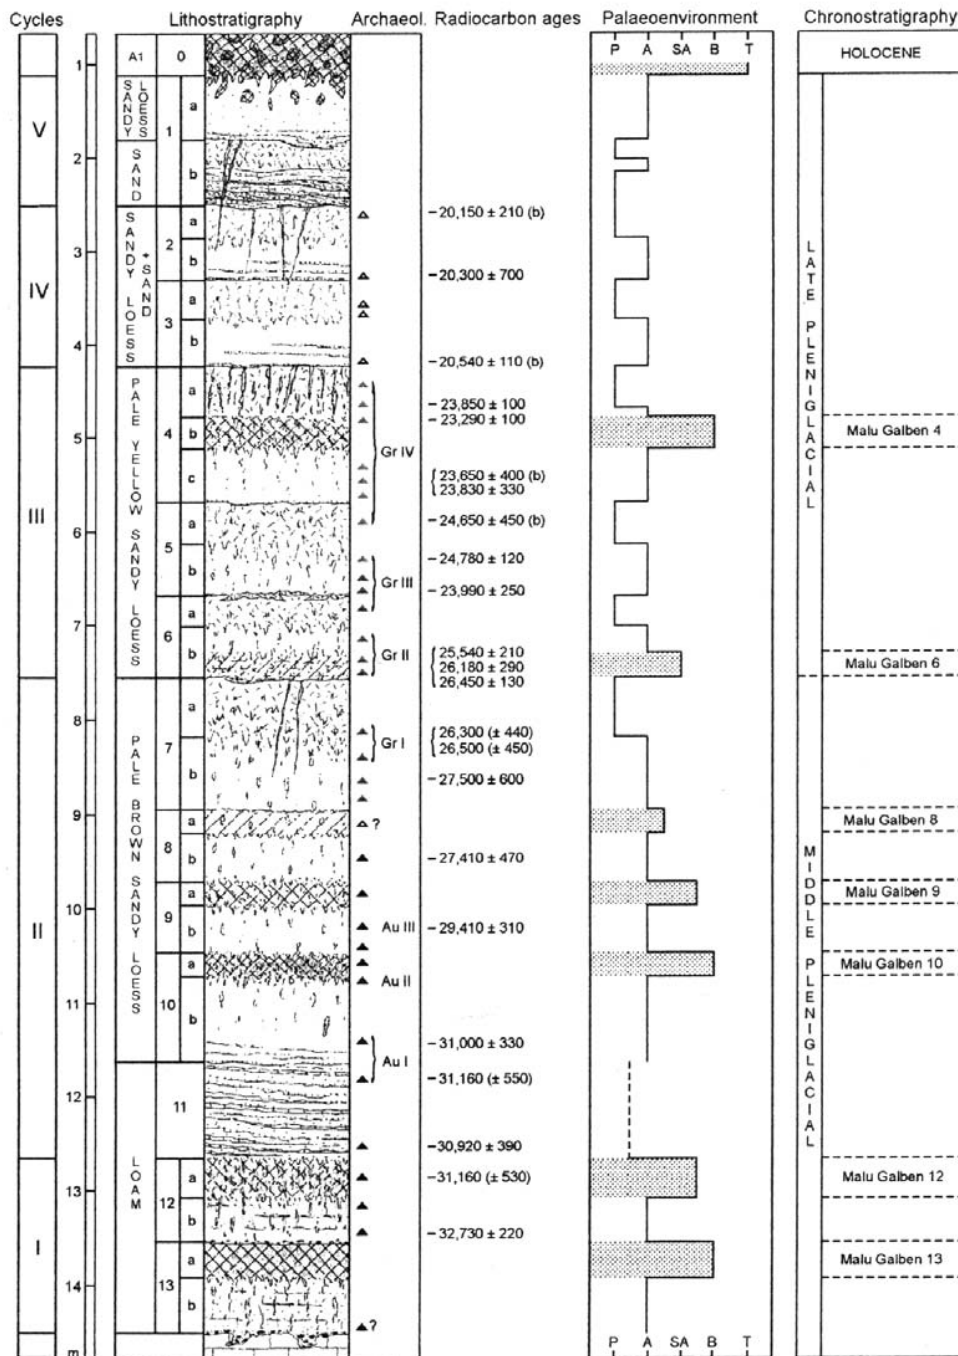 Cycles Lithostratigraphy Archaeol. Radiocarbon ages Palaeoenvironment Chronostratigraphy
P A SA B T
A1 0 HOLOCENE
1
SANDY LOESS
1 a
V
2
SAND
b
SANDY LOESS + SAND
2 a −20,150 ± 210 (b)
b
3
−20,300 ± 700
IV
3 a
b
4
−20,540 ± 110 (b)
PALE YELLOW SANDY LOESS
4 a
−23,850 ± 100
−23,290 ± 100
5
b Malu Galben 4
Gr IV
c
23,650 ± 400 (b)
23,830 ± 330
III
−24,650 ± 450 (b)
6
5 a
b
−24,780 ± 120
Gr III
−23,990 ± 250
LATE PLENIGLACIAL
7
6 a
b
Gr II
25,540 ± 210
26,180 ± 290
26,450 ± 130
Malu Galben 6
PALE BROWN SANDY LOESS
8
7 a
Gr I
26,300 (± 440)
26,500 (± 450)
b
−27,500 ± 600
9
8 a ? Malu Galben 8
b
−27,410 ± 470
II
10
9 a Malu Galben 9
b Au III −29,410 ± 310
10 a Malu Galben 10
Au II
11
b
−31,000 ± 330
Au I
−31,160 (± 550)
MIDDLE PLENIGLACIAL
12
LOAM
11
−30,920 ± 390
13
12 a −31,160 (± 530) Malu Galben 12
b
−32,730 ± 220
I
13 a Malu Galben 13
14
b
?
m
P A SA B T